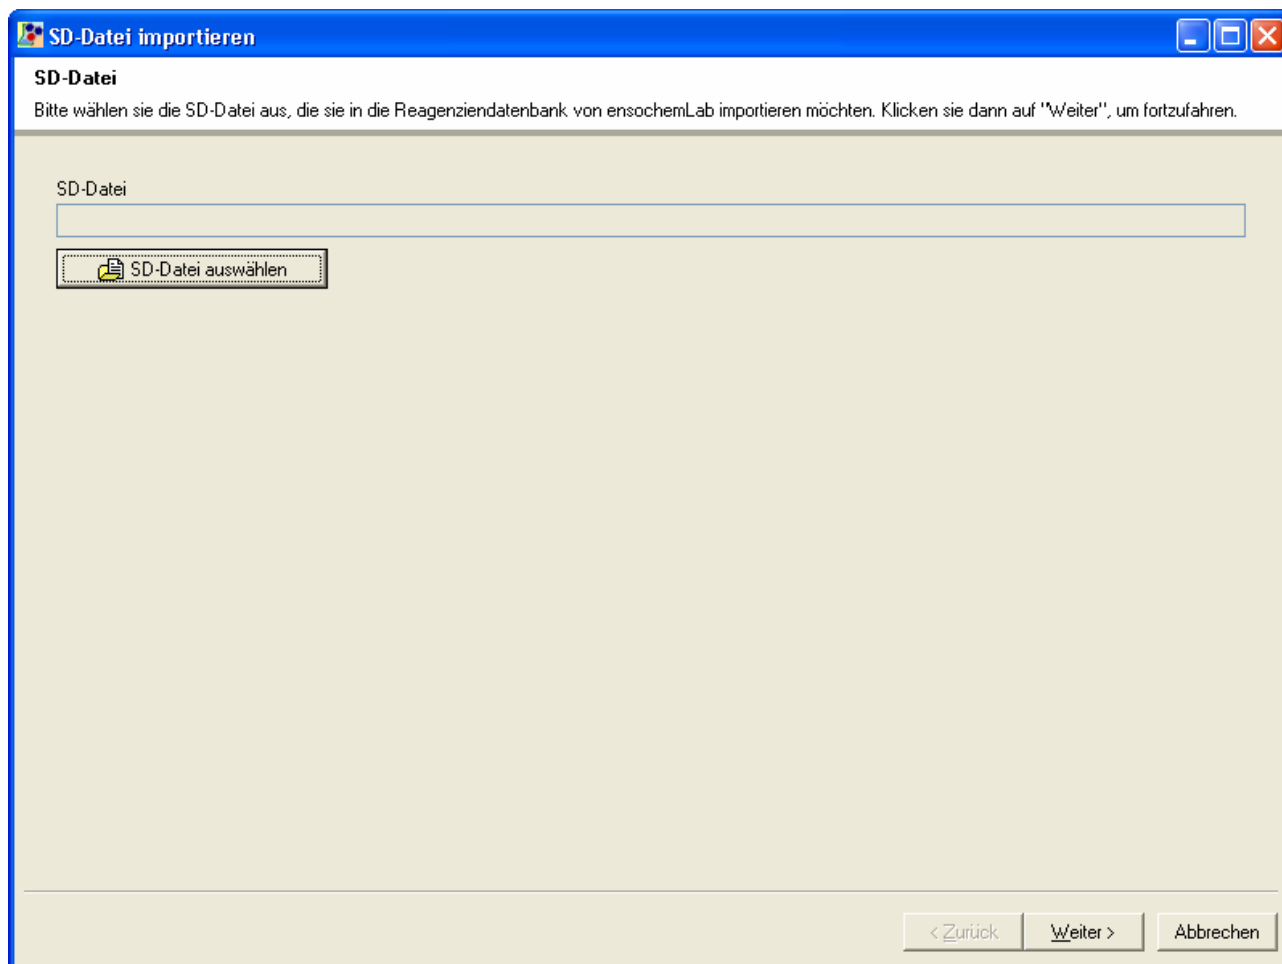 SD-Datei importieren
SD-Datei
Bitte wählen sie die SD-Datei aus, die sie in die Reagenziendatenbank von ensochemLab importieren möchten. Klicken sie dann auf "Weiter", um fortzufahren.
SD-Datei
SD-Datei auswählen
< Zurück Weiter > Abbrechen